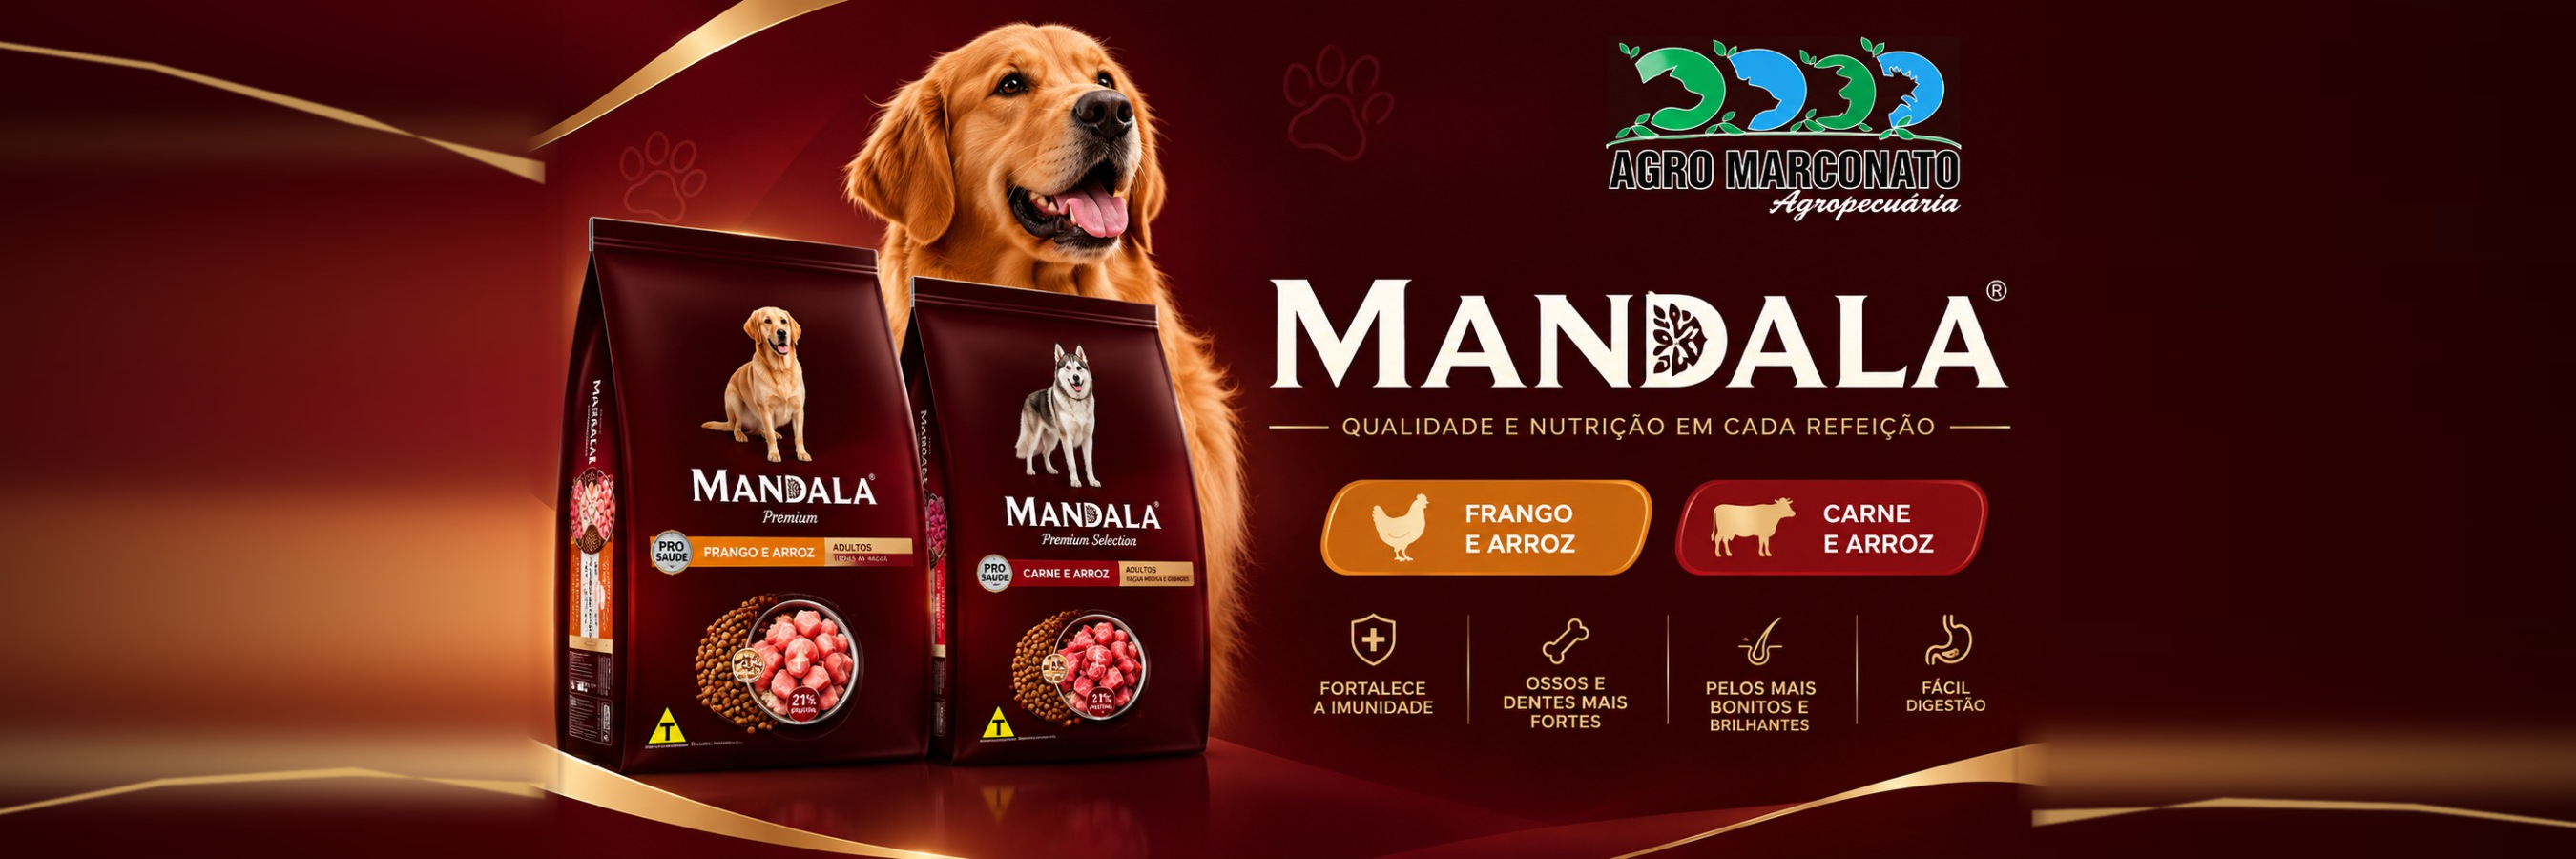 AGRO MARCONATO
Agropecuária
MANDALA®
QUALIDADE E NUTRIÇÃO EM CADA REFEIÇÃO
FRANGO
E ARROZ
CARNE
E ARROZ
FORTALECE
A IMUNIDADE
OSSOS E
DENTES MAIS
FORTES
PELOS MAIS
BONITOS E
BRILHANTES
FÁCIL
DIGESTÃO
MANDALA®
Premium
PRO
SAUDE
FRANGO E ARROZ
ADULTOS
21%
T
MANDALA®
Premium Selection
PRO
SAUDE
CARNE E ARROZ
ADULTOS
21%
T